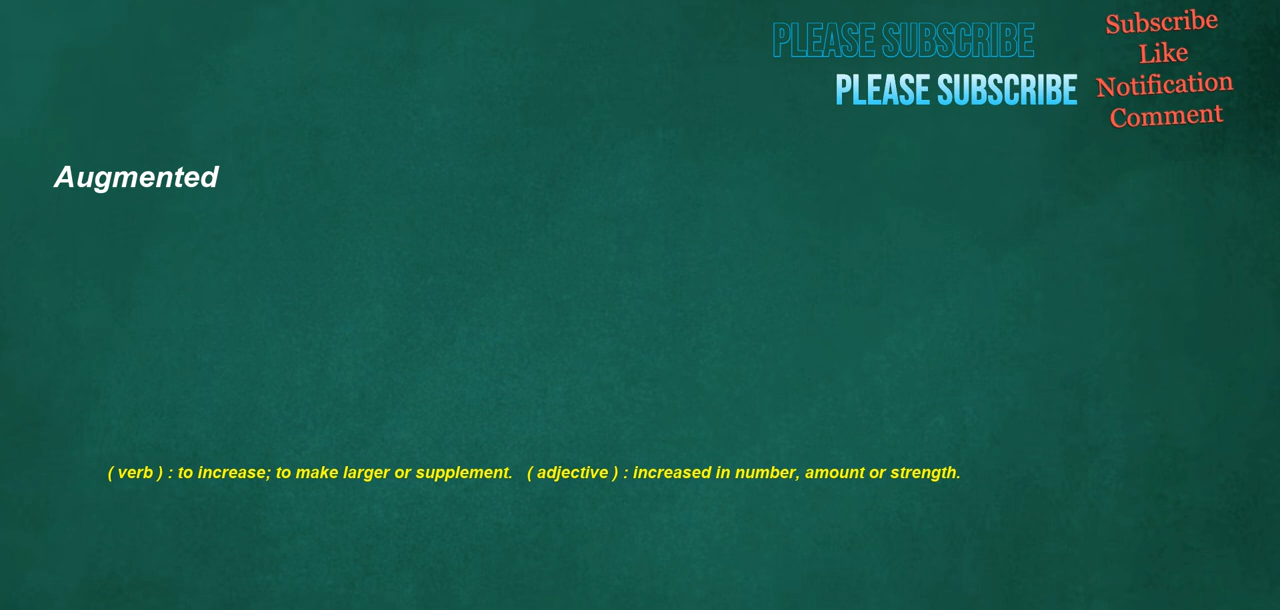 PLEASE SUBSCRIBE
PLEASE SUBSCRIBE
Subscribe
Like
Notification
Comment
Augmented
( verb ) : to increase; to make larger or supplement. ( adjective ) : increased in number, amount or strength.